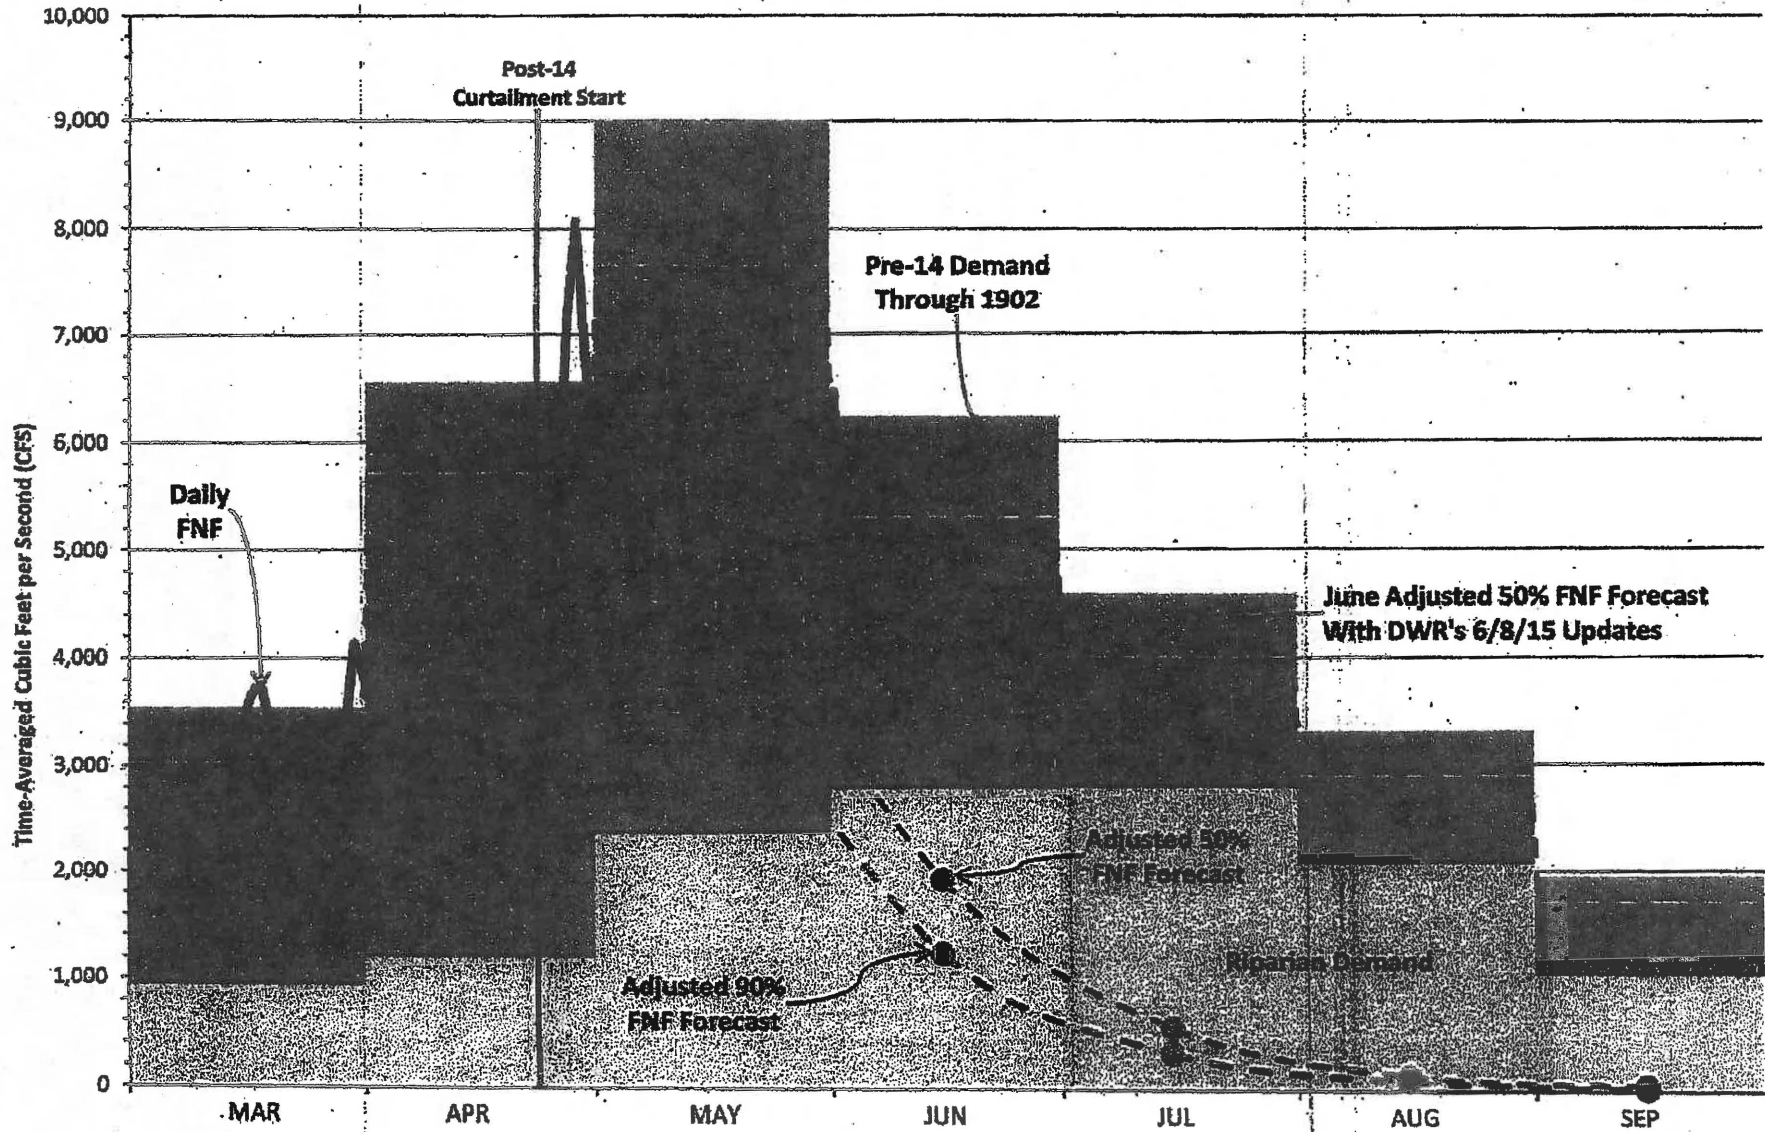 10,000
9,000
8,000
7,000
6,000
5,000
4,000
3,000
2,000
1,000
0
Time-Averaged Cubic Feet per Second (CFS)
Post-14
Curtailment Start
Pre-14 Demand
Through 1902
Daily
FNF
June Adjusted 50% FNF Forecast
With DWR's 6/8/15 Updates
Adjusted 50%
FNF Forecast
Riparian Demand
Adjusted 90%
FNF Forecast
MAR APR MAY JUN JUL AUG SEP